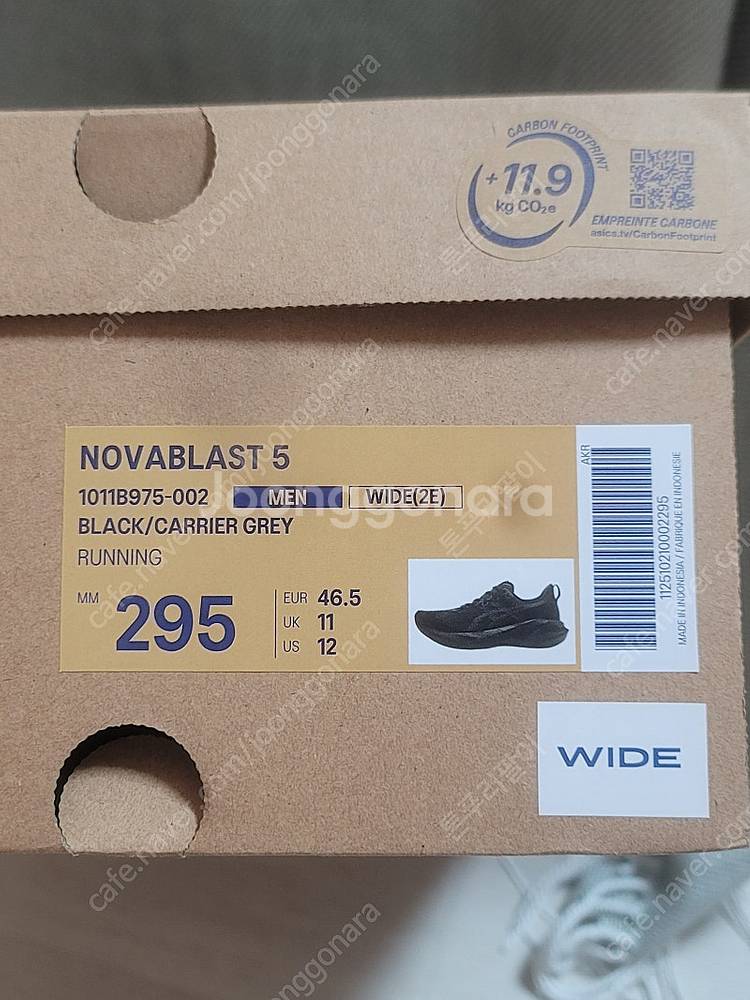 CARBON FOOTPRINT
+11.9
kg CO₂e
EMPREINTE CARBONE
asics.tv/CarbonFootprint
NOVABLAST 5
1011B975-002 MEN WIDE(2E)
BLACK/CARRIER GREY
RUNNING
MM 295
EUR 46.5
UK 11
US 12
AKR
112510210002295
MADE IN INDONESIA / FABRIQUE EN INDONESIE
WIDE
Joonggonara
cafe.naver.com/joonggonara